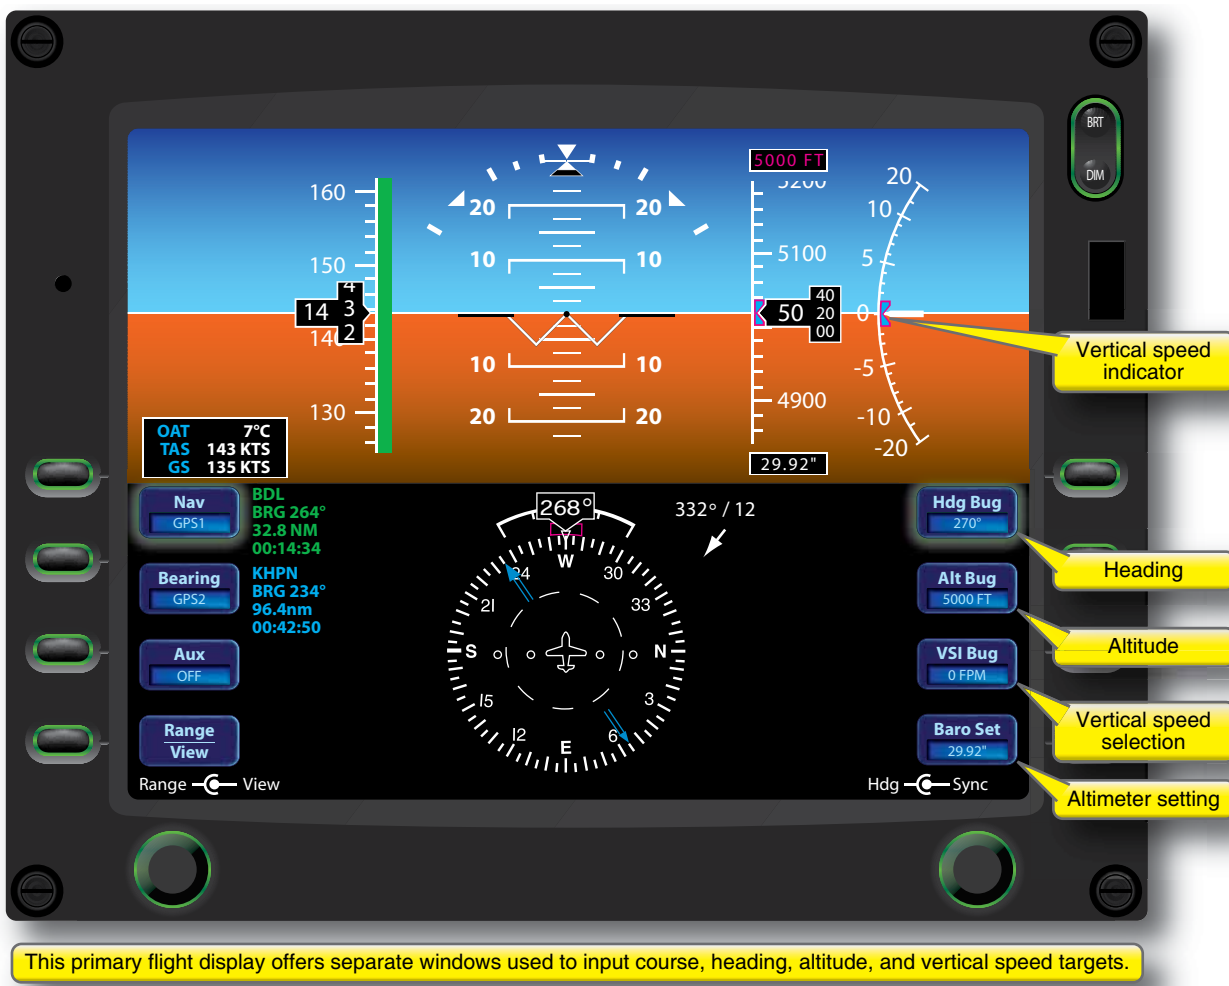 BRT
DIM
5000 FT
160
150
14
4
3
2
140
130
20 20
10 10
10 10
20 20
5200
5100
50
40
20
00
4900
29.92"
20
10
5
0
-5
-10
-20
OAT 7°C
TAS 143 KTS
GS 135 KTS
Vertical speed
indicator
Nav
GPS1
BDL
BRG 264°
32.8 NM
00:14:34
Bearing
GPS2
KHPN
BRG 234°
96.4nm
00:42:50
Aux
OFF
Range
View
Range View
268°
332° / 12
W
30
33
N
3
6
E
12
15
S
21
24
Hdg Bug
270°
Heading
Alt Bug
5000 FT
Altitude
VSI Bug
0 FPM
Vertical speed
selection
Baro Set
29.92"
Altimeter setting
Hdg Sync
This primary flight display offers separate windows used to input course, heading, altitude, and vertical speed targets.